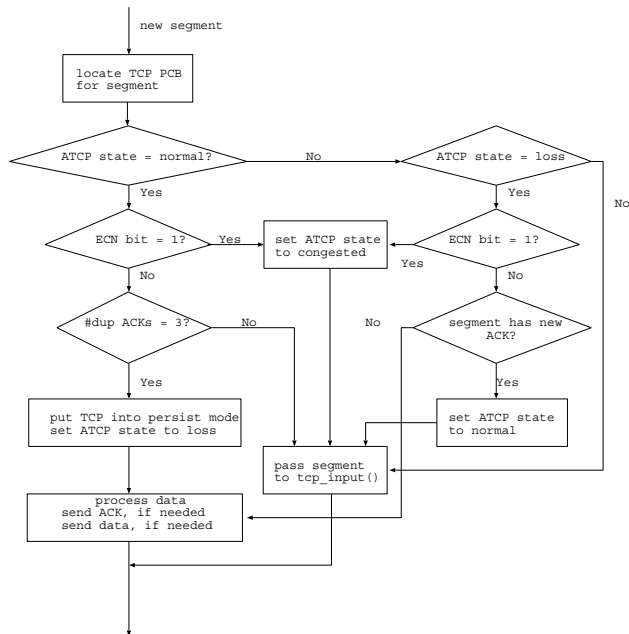 new segment
locate TCP PCB
for segment
ATCP state = normal?
No
ATCP state = loss
Yes
Yes
No
ECN bit = 1?
Yes
set ATCP state
to congested
ECN bit = 1?
Yes
No
No
#dup ACKs = 3?
No
No
segment has new
ACK?
Yes
Yes
put TCP into persist mode
set ATCP state to loss
set ATCP state
to normal
pass segment
to tcp_input()
process data
send ACK, if needed
send data, if needed